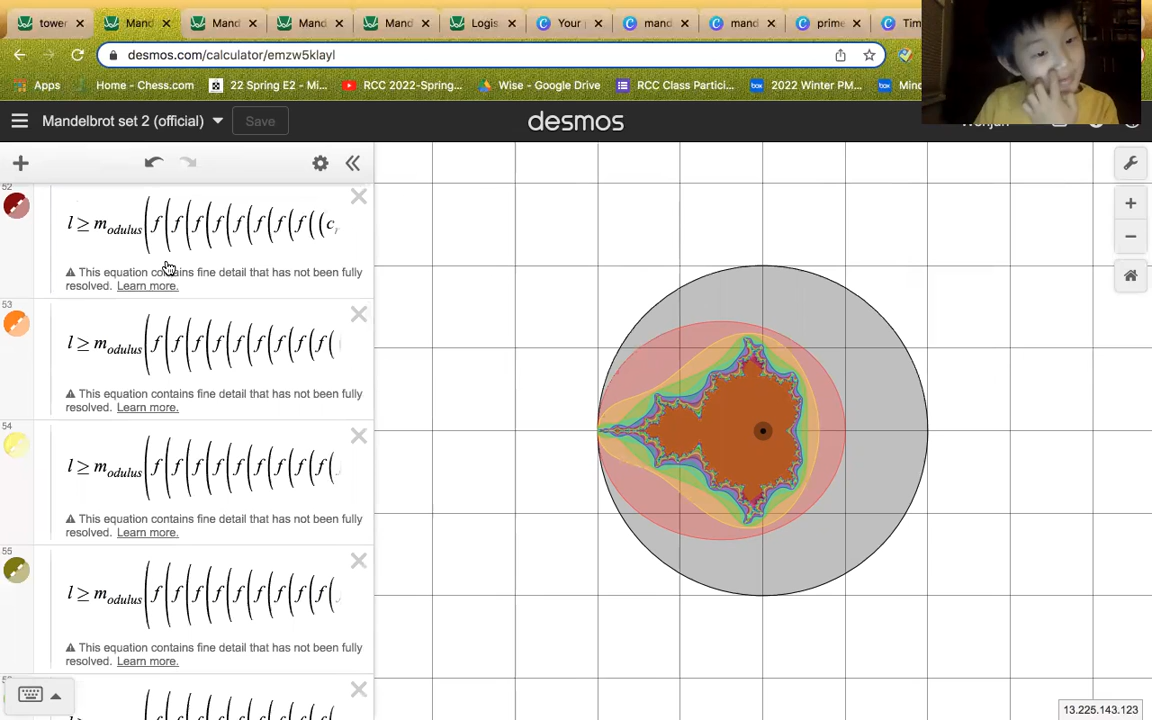 tower
Mand
Mand
Mand
Mand
Logis
Your
mand
mand
prime
Tim
desmos.com/calculator/emzw5klayl
Apps
Home - Chess.com
22 Spring E2 - Mi...
RCC 2022-Spring...
Wise - Google Drive
RCC Class Partici...
2022 Winter PM...
Mind
Mandelbrot set 2 (official)
Save
desmos
52
l ≥ modulus(f(f(f(f(f(f(f(f((c
This equation contains fine detail that has not been fully
resolved. Learn more.
53
l ≥ modulus(f(f(f(f(f(f(f(f(f(
This equation contains fine detail that has not been fully
resolved. Learn more.
54
l ≥ modulus(f(f(f(f(f(f(f(f(f(
This equation contains fine detail that has not been fully
resolved. Learn more.
55
l ≥ modulus(f(f(f(f(f(f(f(f(f(
This equation contains fine detail that has not been fully
resolved. Learn more.
13.225.143.123